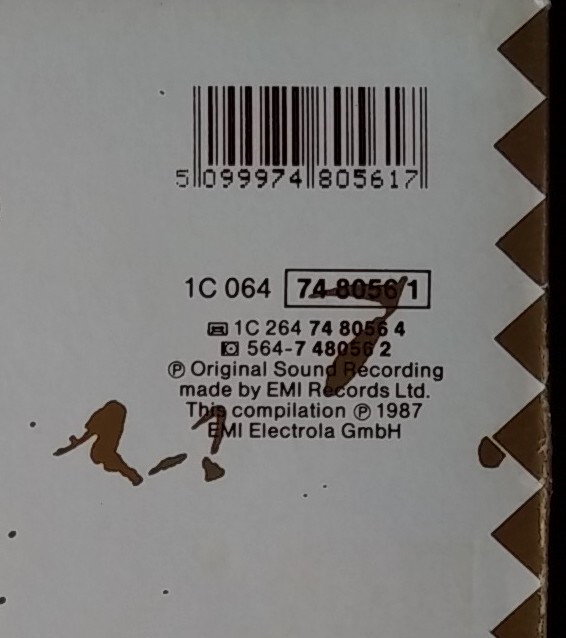 5 099974 805617
1C 064 74 8056 1
1C 264 74 8056 4
564-7 48056 2
℗ Original Sound Recording
made by EMI Records Ltd.
This compilation ℗ 1987
EMI Electrola GmbH